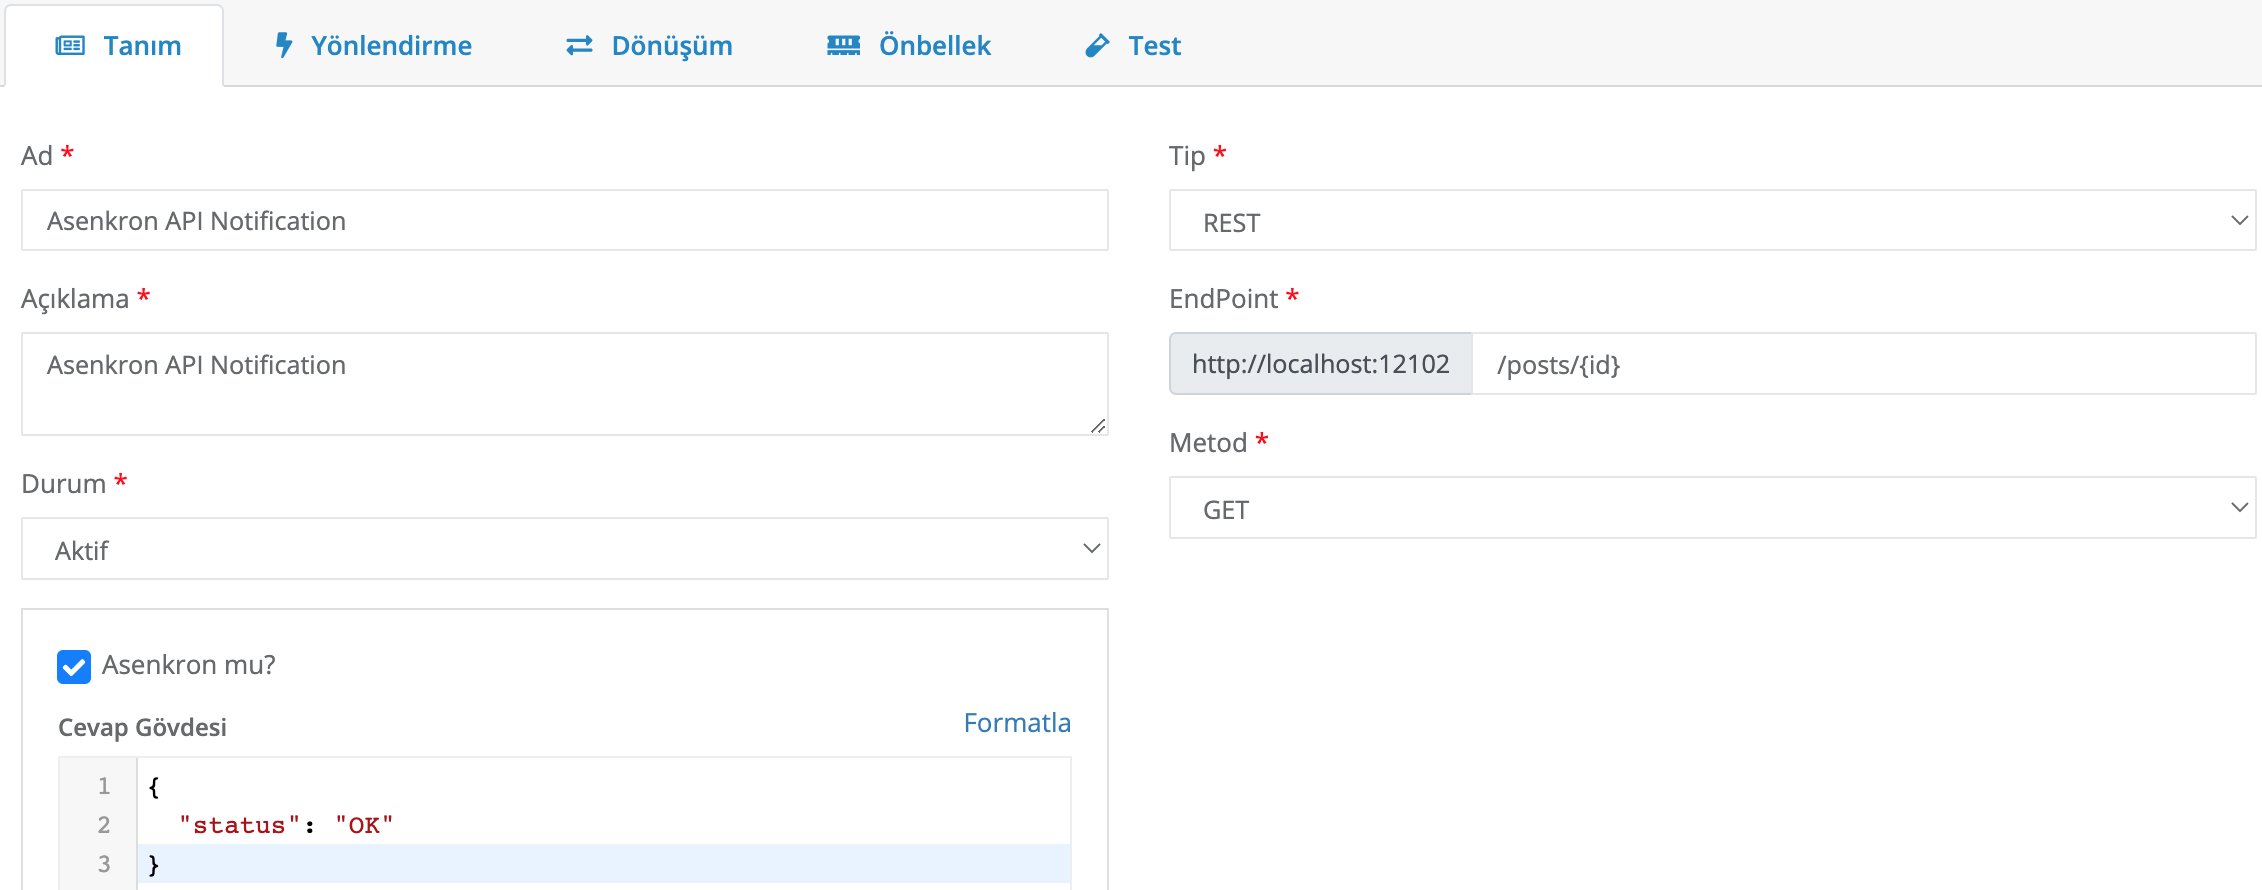 Tanım
Yönlendirme
Dönüşüm
Önbellek
Test
Ad *
Asenkron API Notification
Açıklama *
Asenkron API Notification
Durum *
Aktif
Asenkron mu?
Cevap Gövdesi
Formatla
1 {
2 "status": "OK"
3 }
Tip *
REST
EndPoint *
http://localhost:12102 /posts/{id}
Metod *
GET